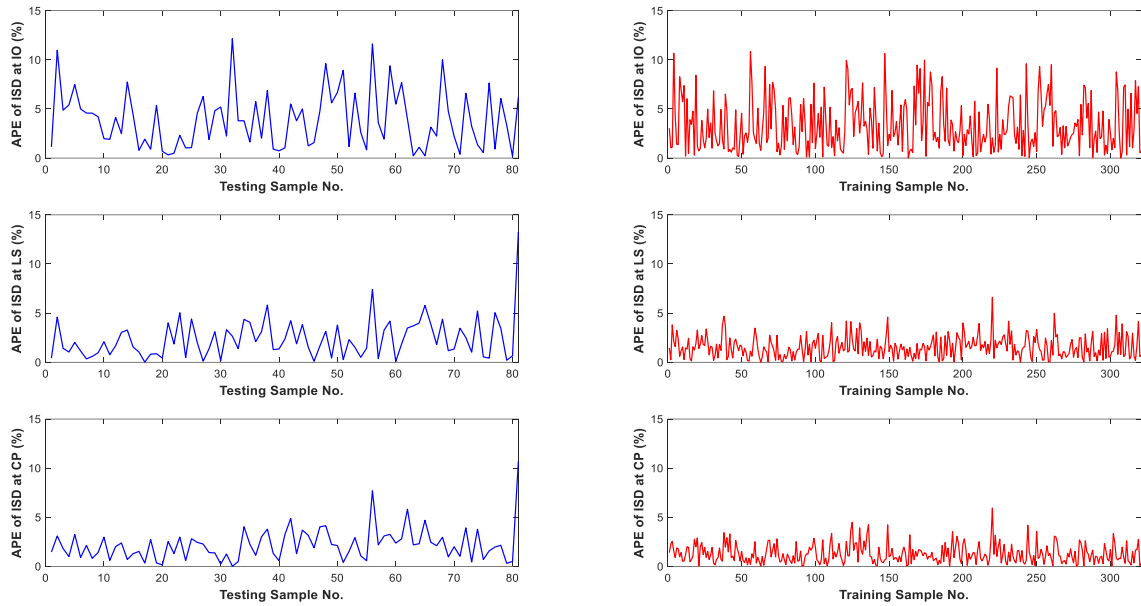 APE of ISD at IO (%)
15
10
5
0
0 10 20 30 40 50 60 70 80
Testing Sample No.
APE of ISD at IO (%)
15
10
5
0
0 50 100 150 200 250 300
Training Sample No.
APE of ISD at LS (%)
15
10
5
0
0 10 20 30 40 50 60 70 80
Testing Sample No.
APE of ISD at LS (%)
15
10
5
0
0 50 100 150 200 250 300
Training Sample No.
APE of ISD at CP (%)
15
10
5
0
0 10 20 30 40 50 60 70 80
Testing Sample No.
APE of ISD at CP (%)
15
10
5
0
0 50 100 150 200 250 300
Training Sample No.